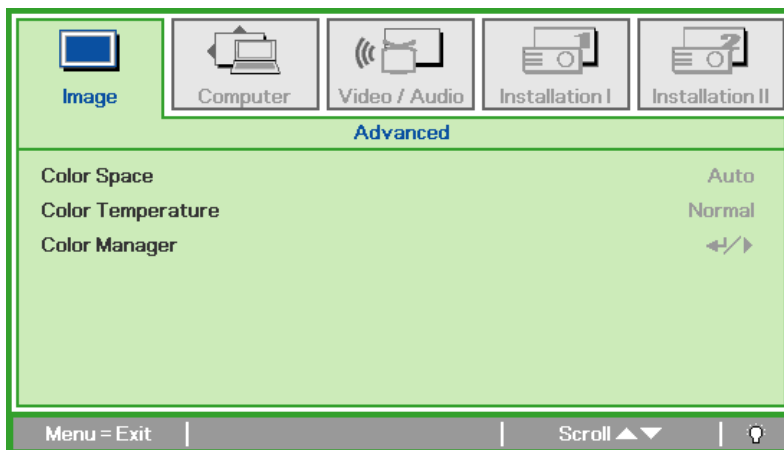 Image Computer Video / Audio Installation I Installation II
Advanced
Color Space Auto
Color Temperature Normal
Color Manager
Menu = Exit Scroll